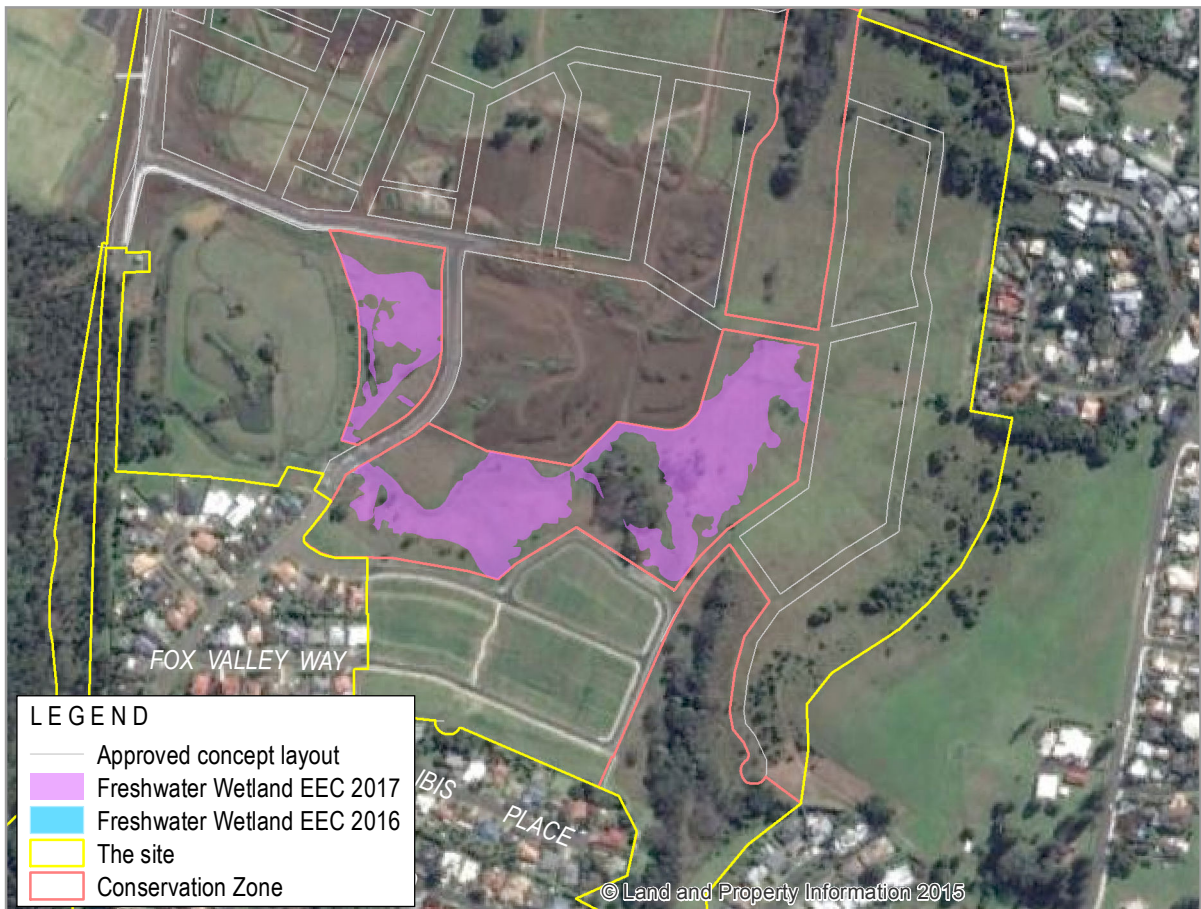 FOX VALLEY WAY
LEGEND
Approved concept layout
Freshwater Wetland EEC 2017
Freshwater Wetland EEC 2016
The site
Conservation Zone
IBIS PLACE
© Land and Property Information 2015